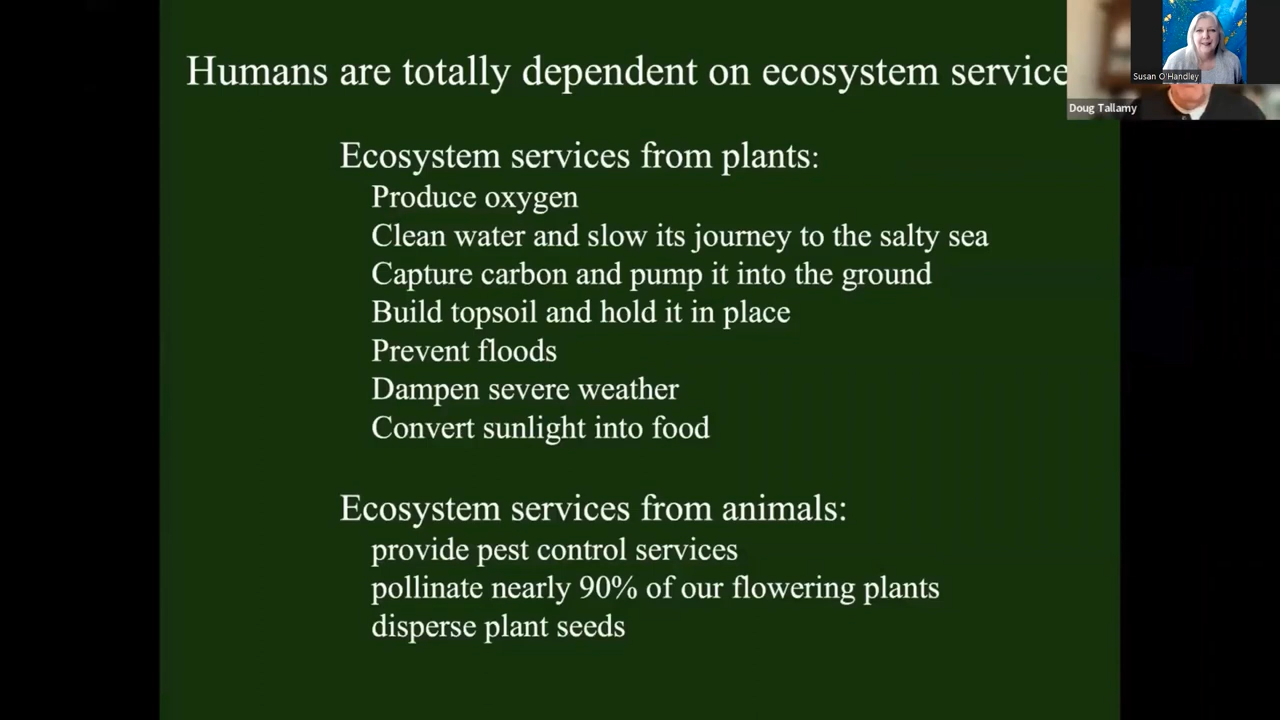 Humans are totally dependent on ecosystem service
Susan O'Handley
Doug Tallamy
Ecosystem services from plants:
Produce oxygen
Clean water and slow its journey to the salty sea
Capture carbon and pump it into the ground
Build topsoil and hold it in place
Prevent floods
Dampen severe weather
Convert sunlight into food
Ecosystem services from animals:
provide pest control services
pollinate nearly 90% of our flowering plants
disperse plant seeds